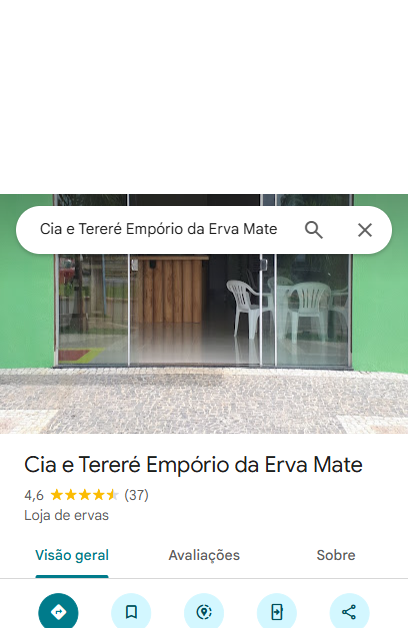 Cia e Tereré Empório da Erva Mate
Cia e Tereré Empório da Erva Mate
4,6 (37)
Loja de ervas
Visão geral Avaliações Sobre